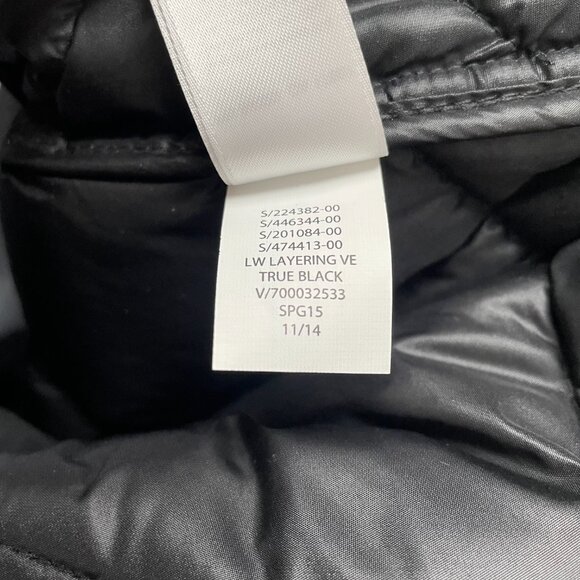 S/224382-00
S/446344-00
S/201084-00
S/474413-00
LW LAYERING VE
TRUE BLACK
V/700032533
SPG15
11/14